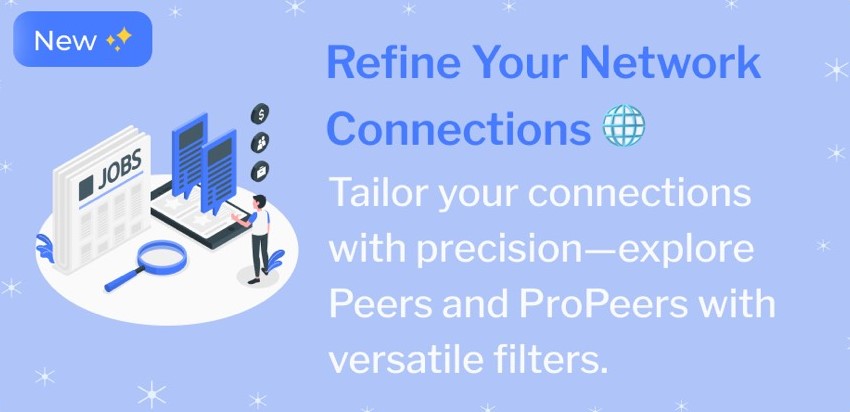 New ✨
Refine Your Network
Connections 🌐
Tailor your connections
with precision—explore
Peers and ProPeers with
versatile filters.
JOBS
$